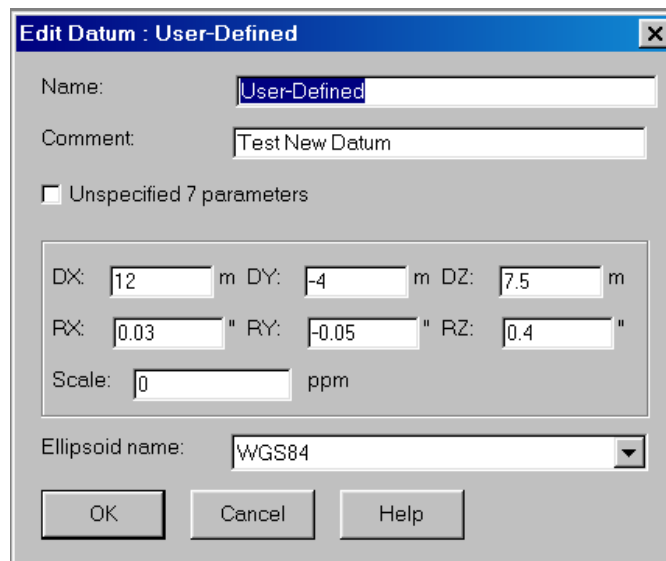 Edit Datum : User-Defined
Name: User-Defined
Comment: Test New Datum
Unspecified 7 parameters
DX: 12 m DY: -4 m DZ: 7.5 m
RX: 0.03 " RY: -0.05 " RZ: 0.4 "
Scale: 0 ppm
Ellipsoid name: WGS84
OK Cancel Help